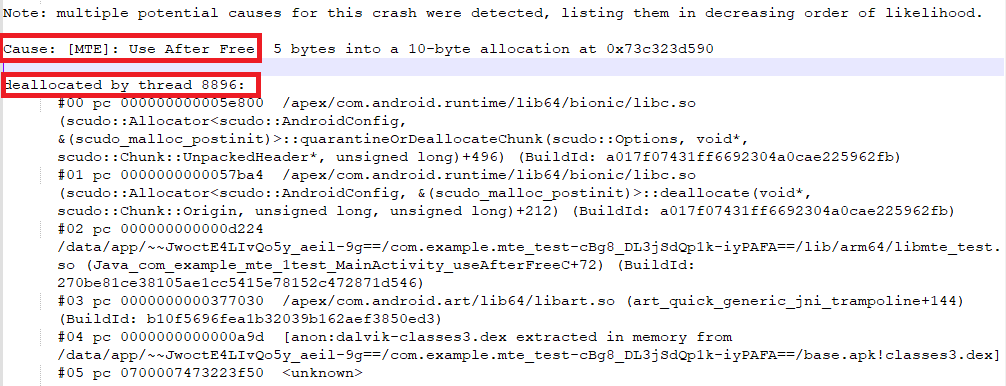 Note: multiple potential causes for this crash were detected, listing them in decreasing order of likelihood.
Cause: [MTE]: Use After Free, 5 bytes into a 10-byte allocation at 0x73c323d590
deallocated by thread 8896:
#00 pc 000000000005e800  /apex/com.android.runtime/lib64/bionic/libc.so
(scudo::Allocator<scudo::AndroidConfig,
&(scudo_malloc_postinit)>::quarantineOrDeallocateChunk(scudo::Options, void*,
scudo::Chunk::UnpackedHeader*, unsigned long)+496) (BuildId: a017f07431ff6692304a0cae225962fb)
#01 pc 0000000000057ba4  /apex/com.android.runtime/lib64/bionic/libc.so
(scudo::Allocator<scudo::AndroidConfig, &(scudo_malloc_postinit)>::deallocate(void*,
scudo::Chunk::Origin, unsigned long, unsigned long)+212) (BuildId: a017f07431ff6692304a0cae225962fb)
#02 pc 000000000000d224
/data/app/~~JwoctE4LIvQo5y_aeil-9g==/com.example.mte_test-cBg8_DL3jSdQp1k-iyPAFA==/lib/arm64/libmte_test.
so (Java_com_example_mte_1test_MainActivity_useAfterFreeC+72) (BuildId:
270be81ce38105ae1cc5415e78152c472871d546)
#03 pc 0000000000377030  /apex/com.android.art/lib64/libart.so (art_quick_generic_jni_trampoline+144)
(BuildId: b10f5696fea1b32039b162aef3850ed3)
#04 pc 0000000000000a9d  [anon:dalvik-classes3.dex extracted in memory from
/data/app/~~JwoctE4LIvQo5y_aeil-9g==/com.example.mte_test-cBg8_DL3jSdQp1k-iyPAFA==/base.apk!classes3.dex]
#05 pc 0700007473223f50  <unknown>